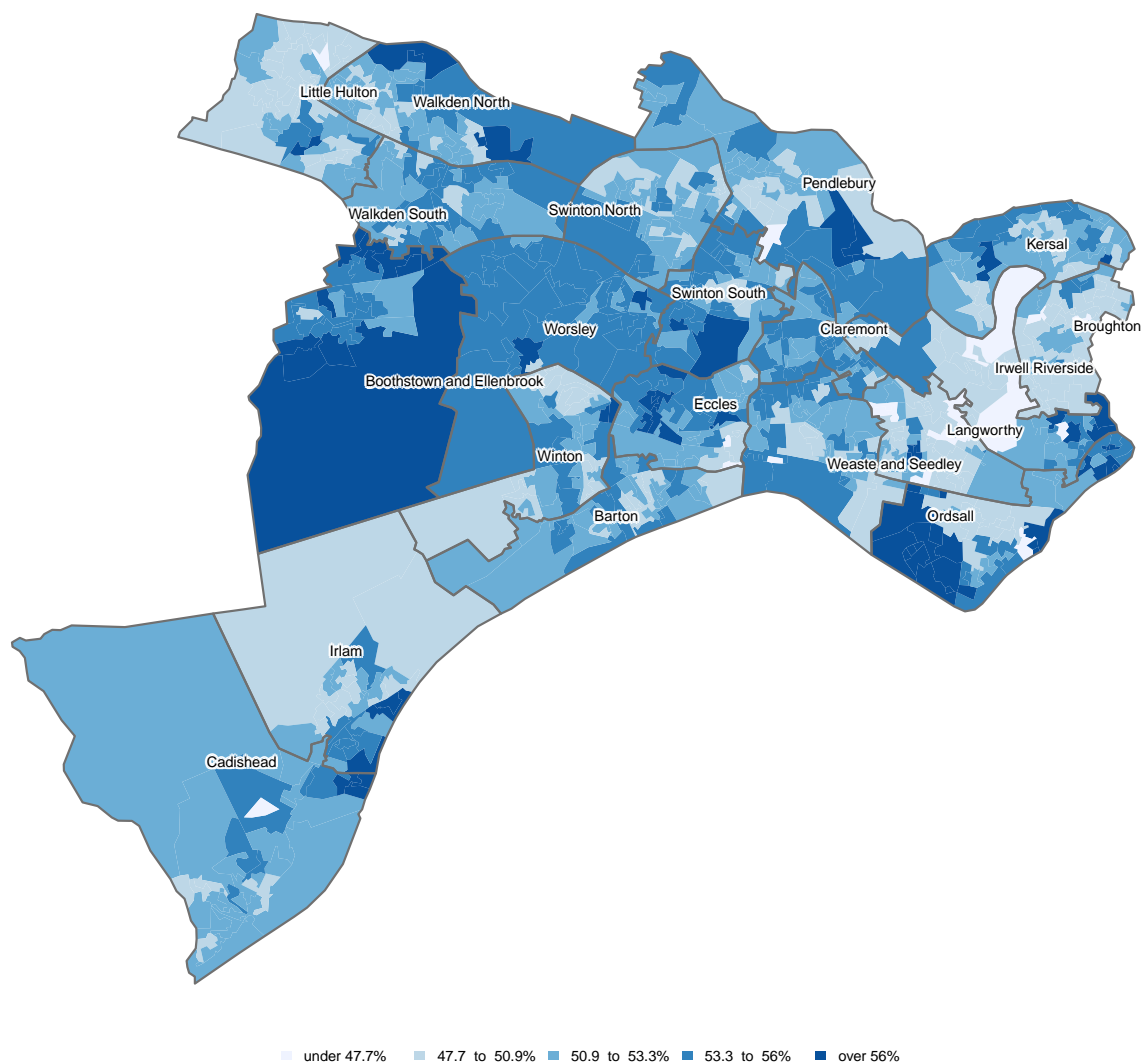 Little Hulton
Walkden North
Pendlebury
Walkden South
Swinton North
Kersal
Swinton South
Worsley
Claremont
Broughton
Irwell Riverside
Boothstown and Ellenbrook
Eccles
Langworthy
Winton
Weaste and Seedley
Barton
Ordsall
Irlam
Cadishead
under 47.7% 47.7 to 50.9% 50.9 to 53.3% 53.3 to 56% over 56%